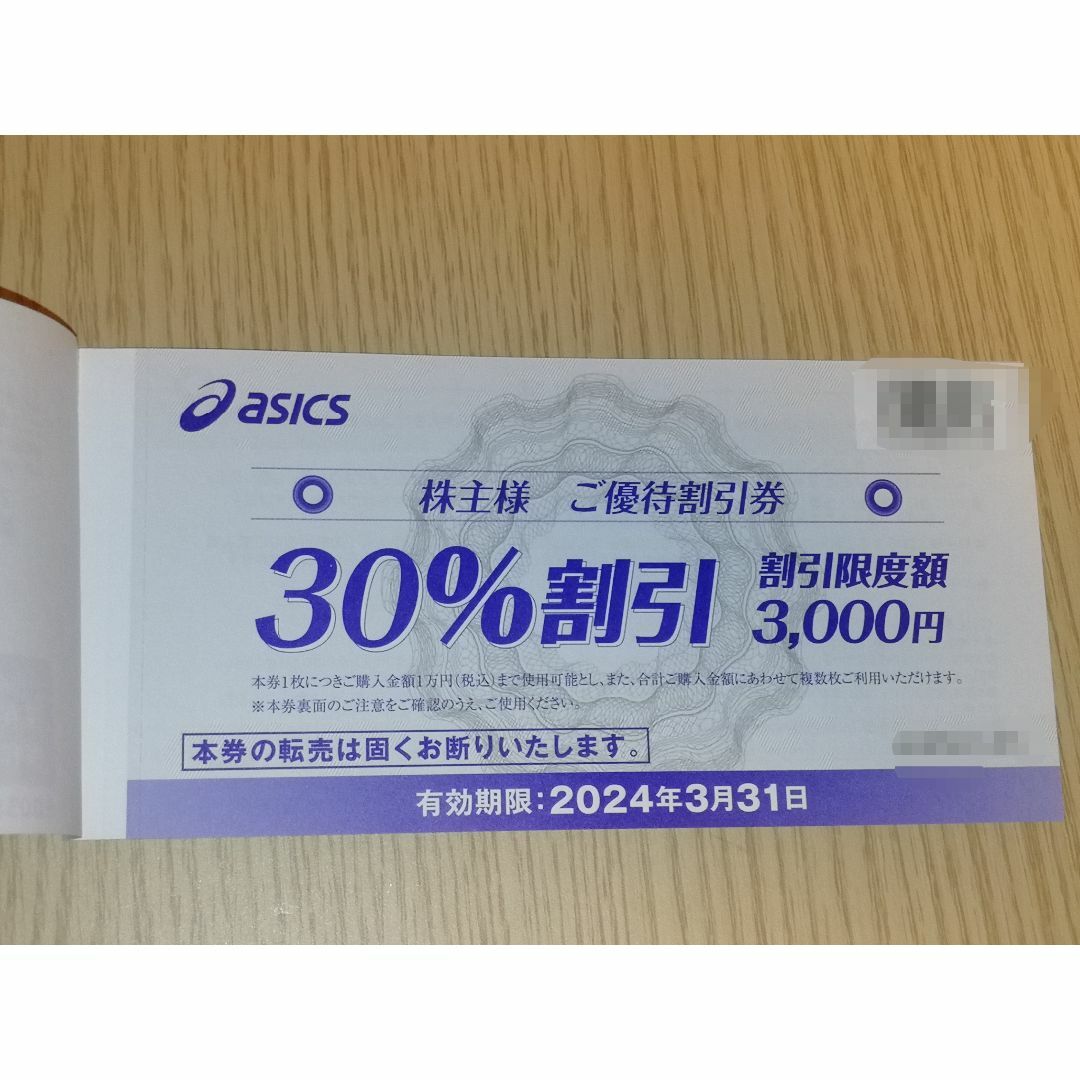 asics
株主様 ご優待割引券
30%割引
割引限度額
3,000円
本券1枚につきご購入金額1万円(税込)まで使用可能とし、また、合計ご購入金額にあわせて複数枚ご利用いただけます。
※本券裏面のご注意をご確認のうえ、ご使用ください。
本券の転売は固くお断りいたします。
有効期限:2024年3月31日